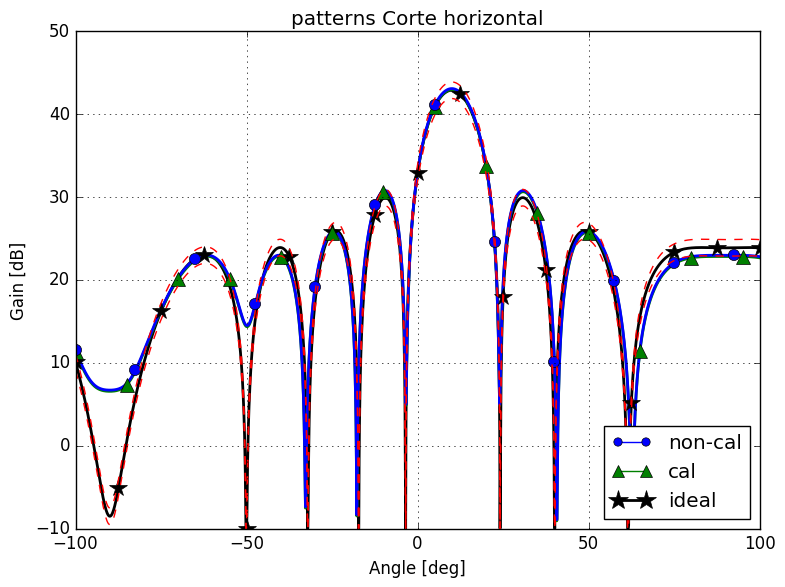 patterns Corte horizontal
50
40
30
20
10
0
−10
Gain [dB]
−100
−50
0
50
100
Angle [deg]
non-cal
cal
ideal